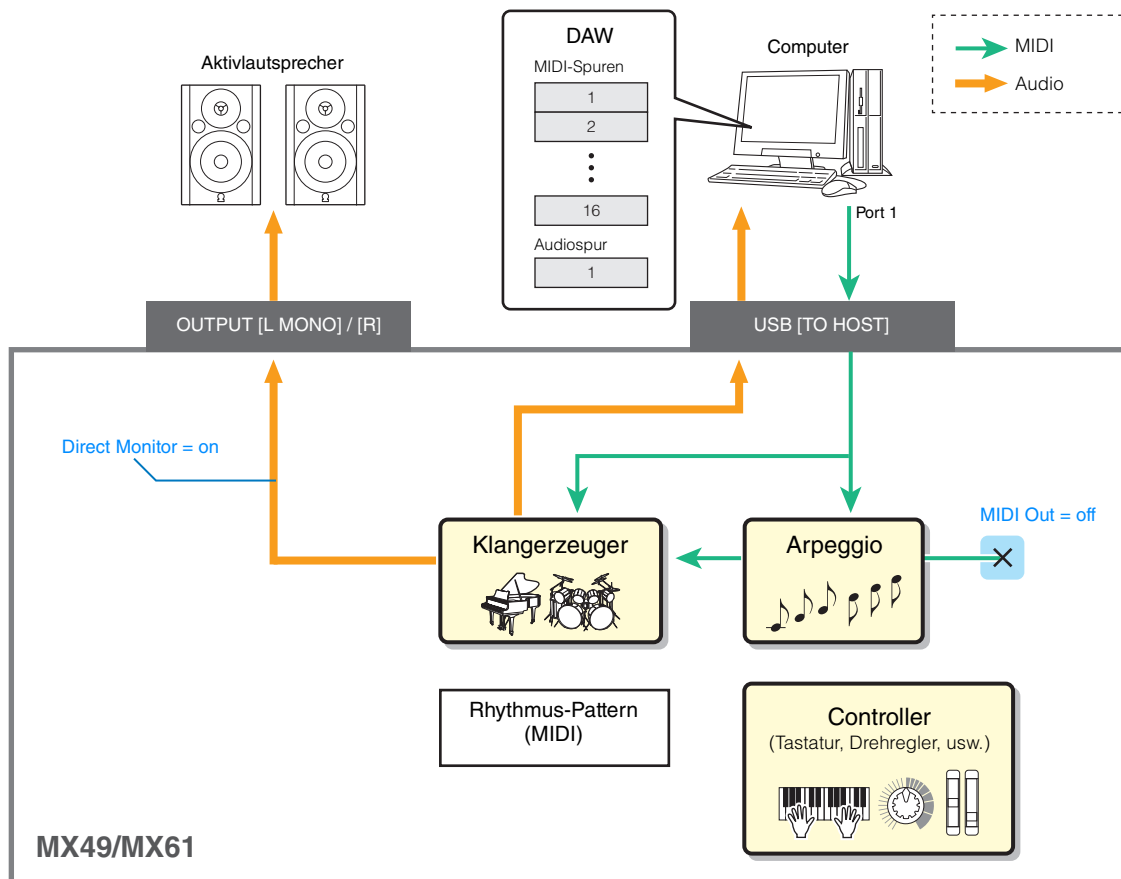 DAW
MIDI-Spuren
1
2
16
Audiospur
1
Computer
Port 1
MIDI
Audio
Aktivlautsprecher
OUTPUT [L MONO] / [R]
USB [TO HOST]
Direct Monitor = on
MIDI Out = off
Klangerzeuger
Arpeggio
Rhythmus-Pattern
(MIDI)
Controller
(Tastatur, Drehregler, usw.)
MX49/MX61